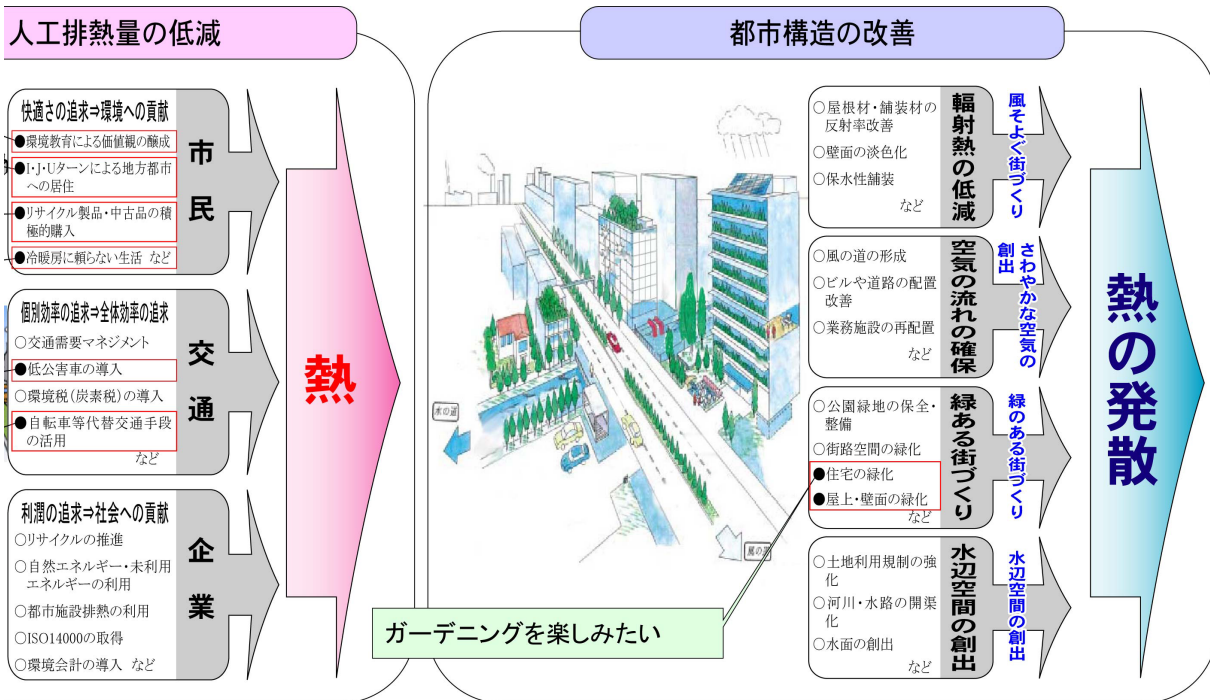 人工排熱量の低減
快適さの追求⇒環境への貢献
●環境教育による価値観の醸成
●I・J・Uターンによる地方都市
への居住
●リサイクル製品・中古品の積
極的購入
●冷暖房に頼らない生活 など
市民
個別効率の追求⇒全体効率の追求
○交通需要マネジメント
●低公害車の導入
○環境税(炭素税)の導入
●自転車等代替交通手段
の活用
など
交通
利潤の追求⇒社会への貢献
○リサイクルの推進
○自然エネルギー・未利用
エネルギーの利用
○都市施設排熱の利用
○ISO14000の取得
○環境会計の導入 など
企業
熱
都市構造の改善
水の道
風の道
ガーデニングを楽しみたい
○屋根材・舗装材の
反射率改善
○壁面の淡色化
○保水性舗装
など
輻射熱の低減
風そよぐ街づくり
○風の道の形成
○ビルや道路の配置
改善
○業務施設の再配置
など
空気の流れの確保
さわやかな空気の
創出
○公園緑地の保全・
整備
○街路空間の緑化
●住宅の緑化
●屋上・壁面の緑化
など
緑ある街づくり
緑のある街づくり
○土地利用規制の強
化
○河川・水路の開渠
化
○水面の創出
など
水辺空間の創出
水辺空間の創出
熱の発散